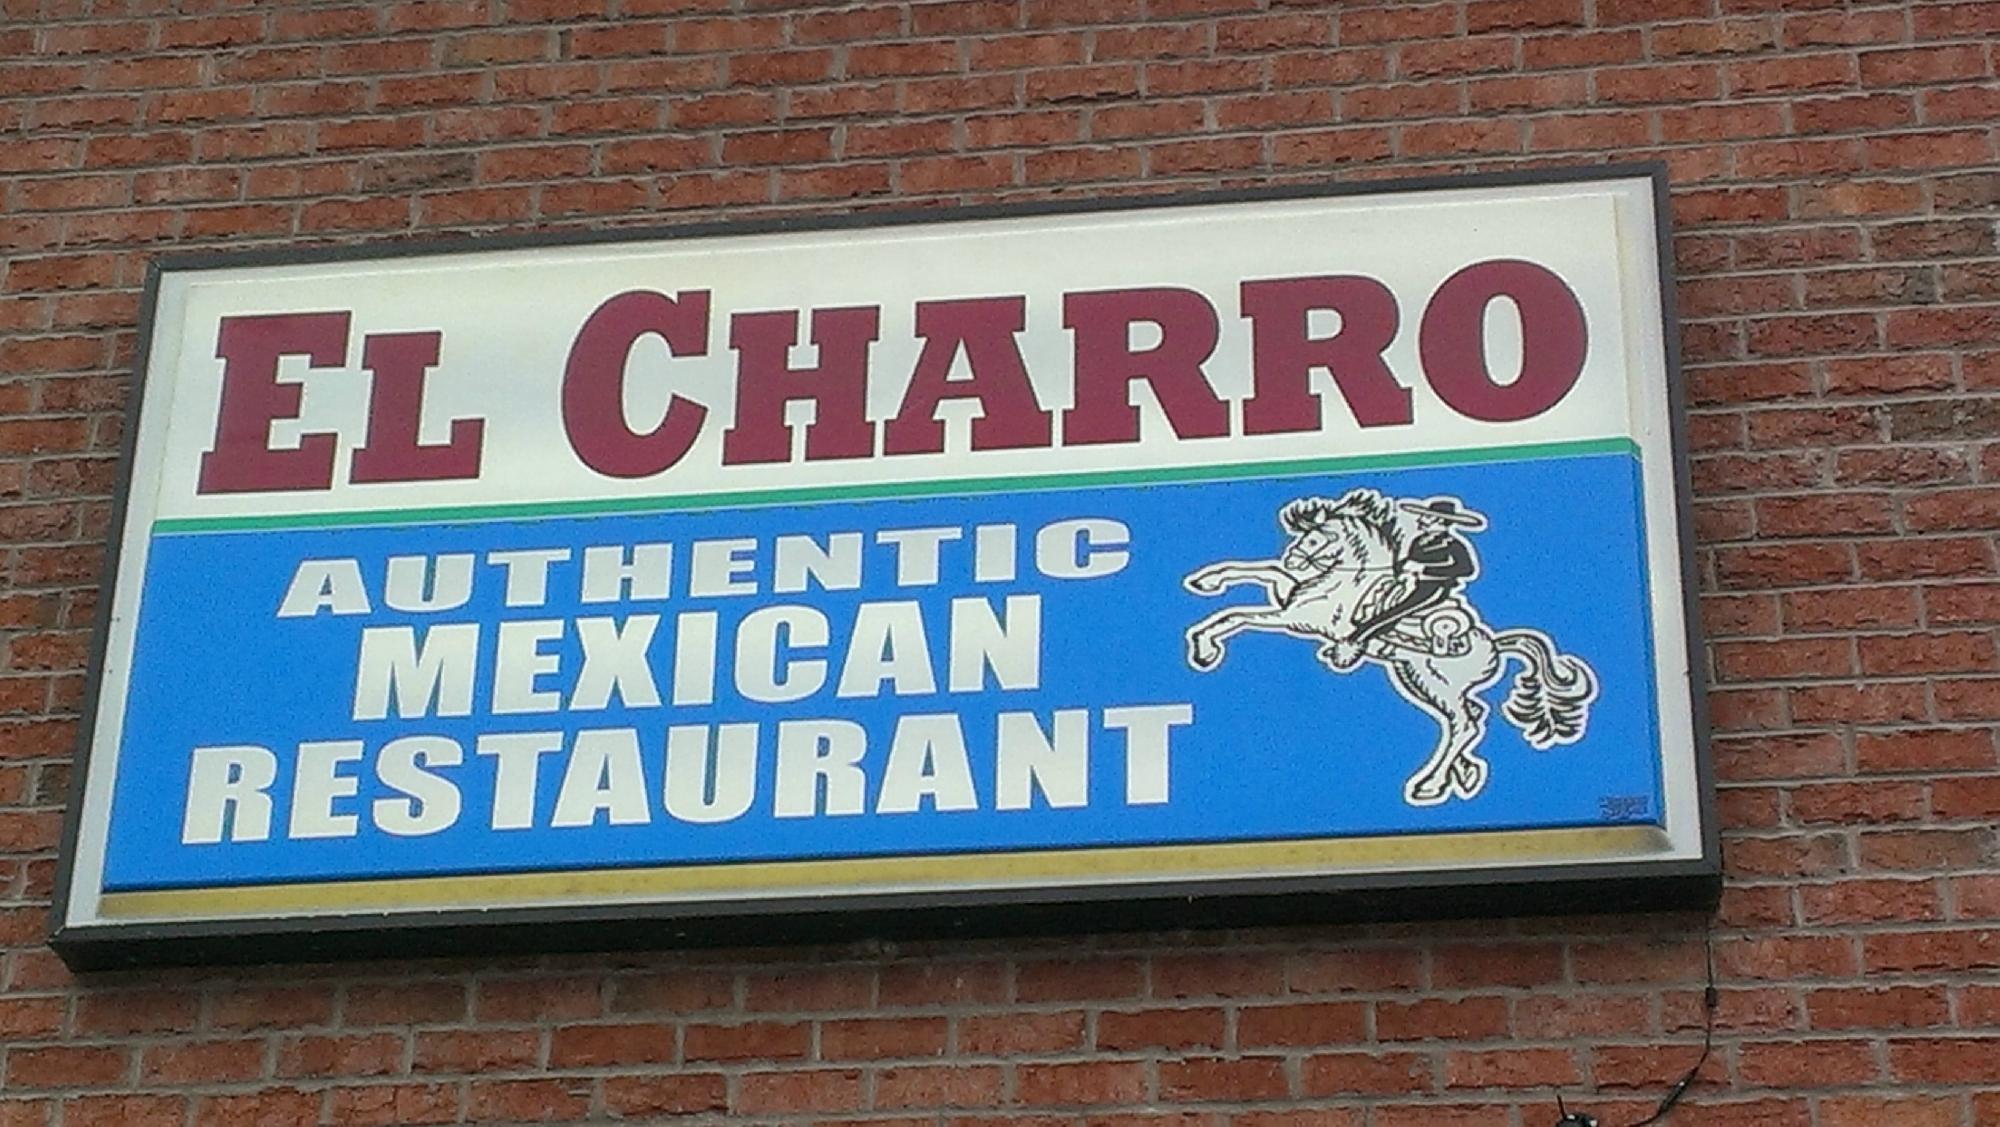 EL CHARRO
AUTHENTIC
MEXICAN
RESTAURANT